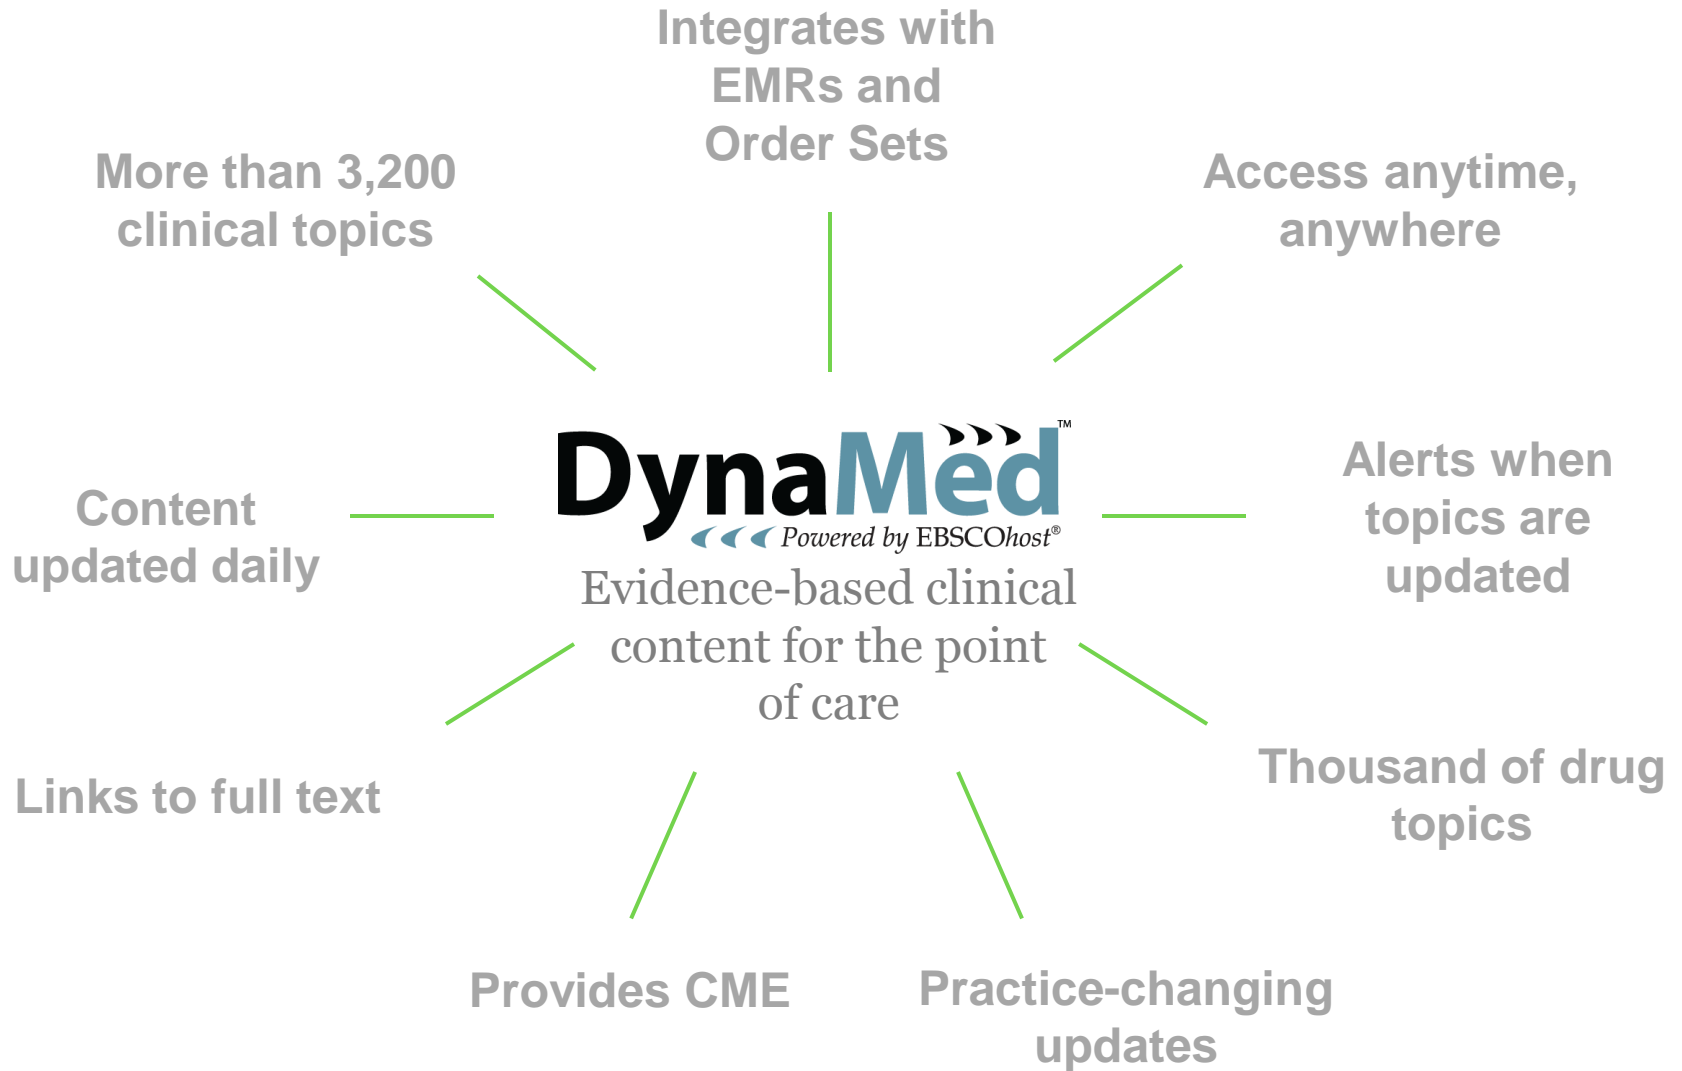 Integrates with
EMRs and
Order Sets
More than 3,200
clinical topics
Access anytime,
anywhere
DynaMed™
Powered by EBSCOhost®
Evidence-based clinical
content for the point
of care
Content
updated daily
Alerts when
topics are
updated
Links to full text
Thousand of drug
topics
Provides CME
Practice-changing
updates